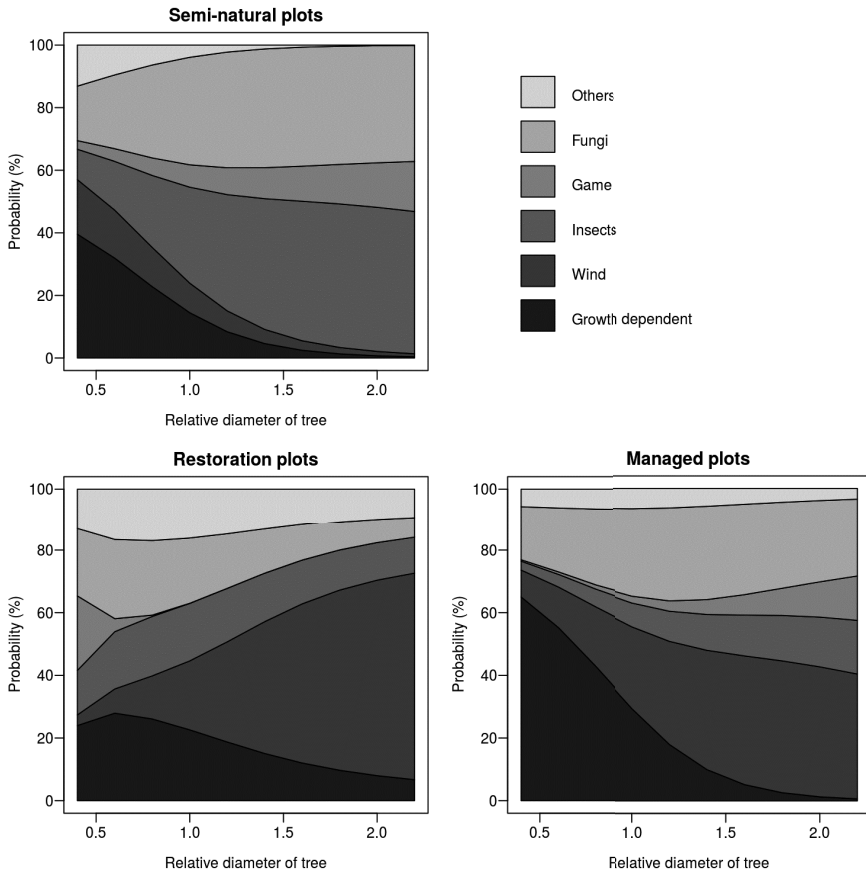 Semi-natural plots
100
80
60
40
20
0
Probability (%)
0.5 1.0 1.5 2.0
Relative diameter of tree
Others
Fungi
Game
Insects
Wind
Growth dependent
Restoration plots
100
80
60
40
20
0
Probability (%)
0.5 1.0 1.5 2.0
Relative diameter of tree
Managed plots
100
80
60
40
20
0
Probability (%)
0.5 1.0 1.5 2.0
Relative diameter of tree